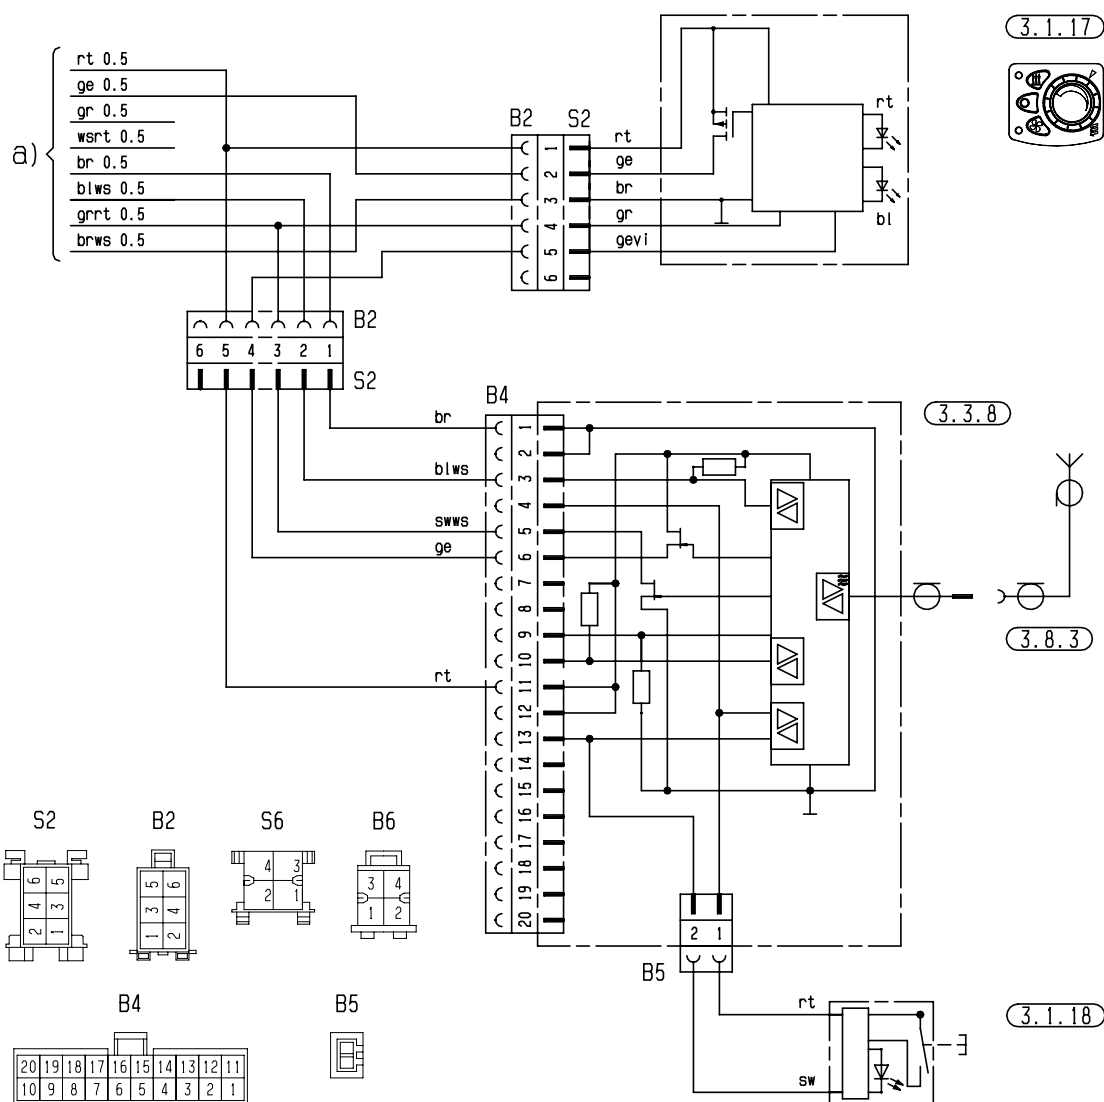 3.1.17
a)
rt 0.5
ge 0.5
gr 0.5
wsrt 0.5
br 0.5
blws 0.5
grrt 0.5
brws 0.5
B2 S2
1 rt
2 ge
3 br
4 gr
5 gevi
6
rt
bl
B2
6 5 4 3 2 1
S2
B4
3.3.8
br
blws
swws
ge
rt
1
2
3
4
5
6
7
8
9
10
11
12
13
14
15
16
17
18
19
20
3.8.3
2 1
B5
rt
sw
3.1.18
S2 B2 S6 B6
6 5
4 3
2 1
5 6
3 4
1 2
4 3
2 1
3 4
1 2
B4 B5
20 19 18 17 16 15 14 13 12 11
10 9 8 7 6 5 4 3 2 1